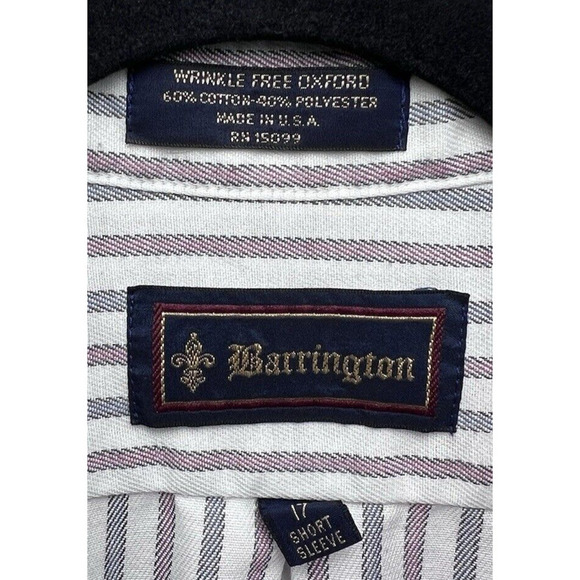 WRINKLE FREE OXFORD
60% COTTON-40% POLYESTER
MADE IN U.S.A.
RN 15099
Barrington
17
SHORT
SLEEVE